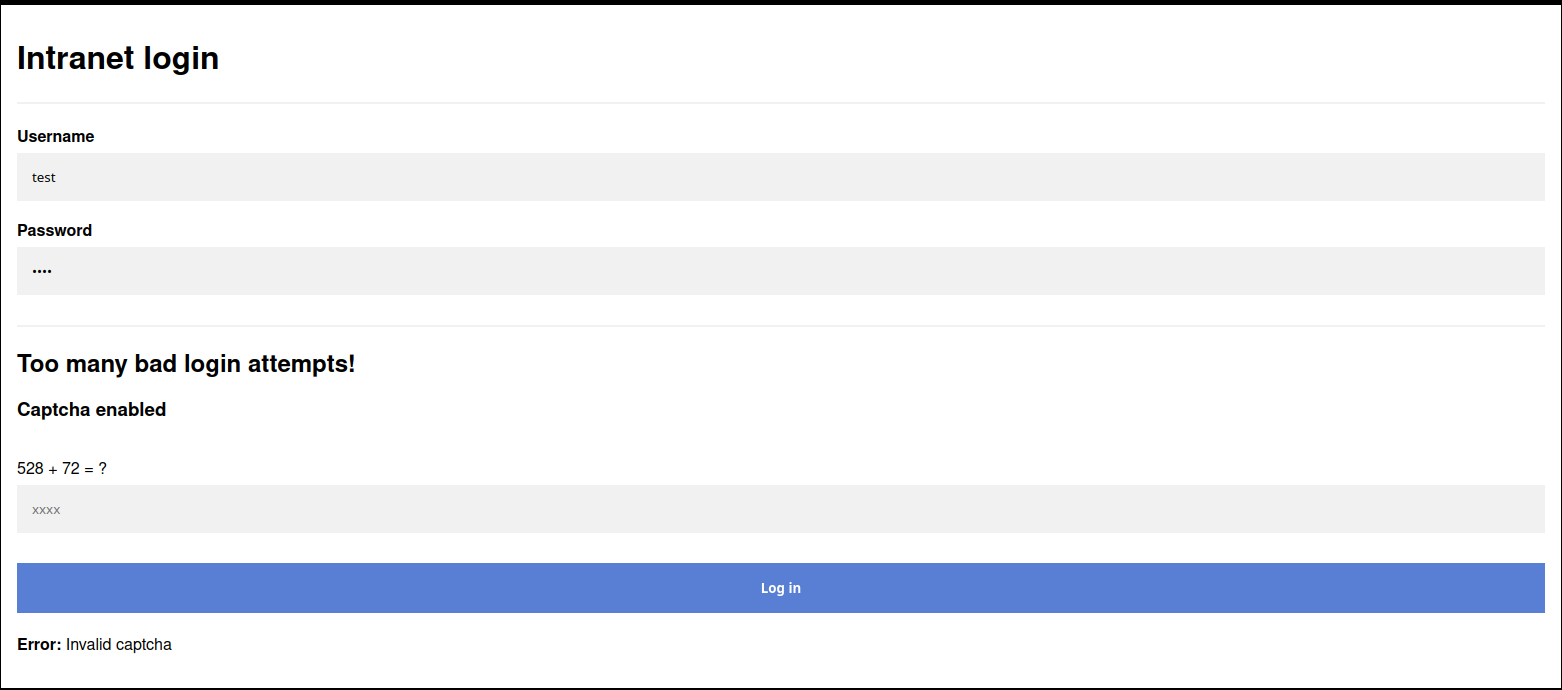 Intranet login
Username
test
Password
••••
Too many bad login attempts!
Captcha enabled
528 + 72 = ?
xxxx
Log in
Error: Invalid captcha